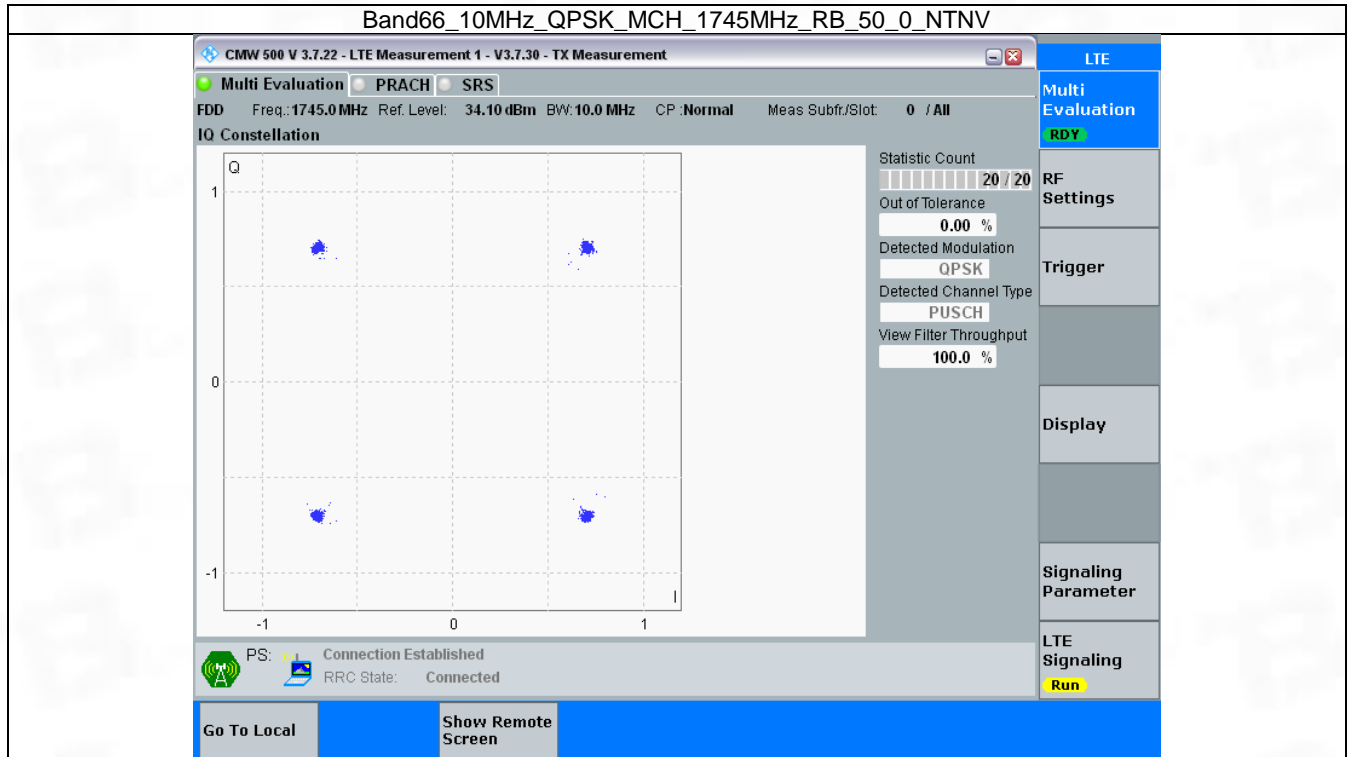 Band66_10MHz_QPSK_MCH_1745MHz_RB_50_0_NTNV
CMW 500 V 3.7.22 - LTE Measurement 1 - V3.7.30 - TX Measurement
LTE
Multi Evaluation PRACH SRS
Multi
Evaluation
RDY
FDD Freq.:1745.0 MHz Ref. Level: 34.10 dBm BW:10.0 MHz CP :Normal Meas Subfr./Slot: 0 / All
IQ Constellation
Q
1
0
-1
I
-1 0 1
Statistic Count
20 / 20
Out of Tolerance
0.00 %
Detected Modulation
QPSK
Detected Channel Type
PUSCH
View Filter Throughput
100.0 %
RF
Settings
Trigger
Display
Signaling
Parameter
LTE
Signaling
Run
PS: Connection Established
RRC State: Connected
Go To Local
Show Remote
Screen